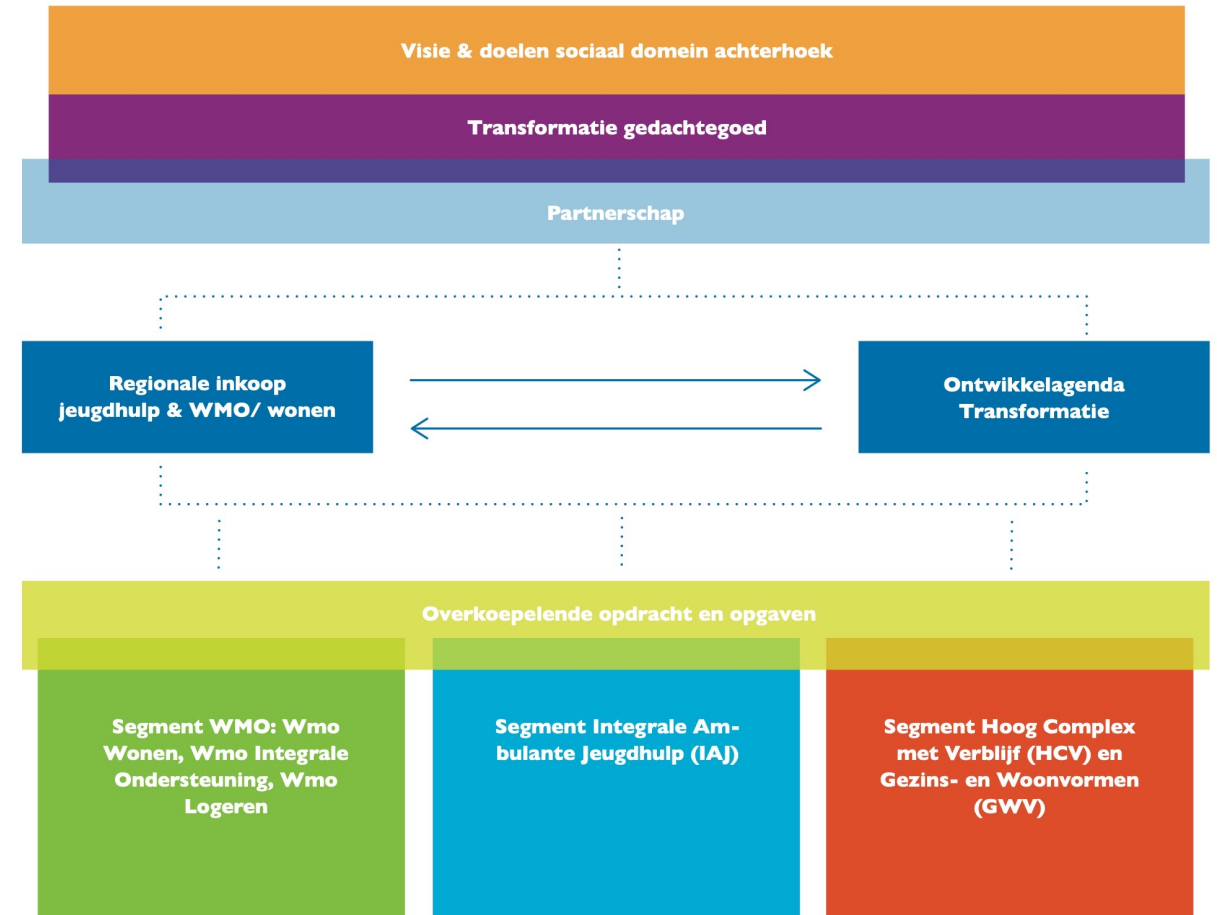 Visie & doelen sociaal domein achterhoek
Transformatie gedachtegoed
Partnerschap
Regionale inkoop
jeugdhulp & WMO/ wonen
Ontwikkelagenda
Transformatie
Overkoepelende opdracht en opgaven
Segment WMO: Wmo
Wonen, Wmo Integrale
Ondersteuning, Wmo
Logeren
Segment Integrale Am-
bulante Jeugdhulp (IAJ)
Segment Hoog Complex
met Verblijf (HCV) en
Gezins- en Woonvormen
(GWV)